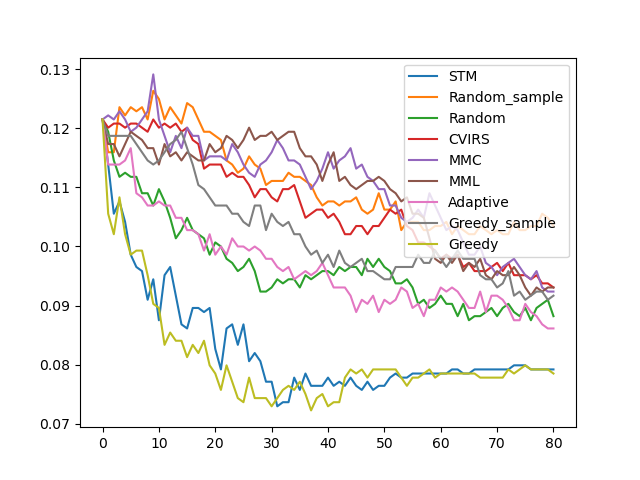 0.13
0.12
0.11
0.10
0.09
0.08
0.07
0
10
20
30
40
50
60
70
80
STM
Random_sample
Random
CVIRS
MMC
MML
Adaptive
Greedy_sample
Greedy